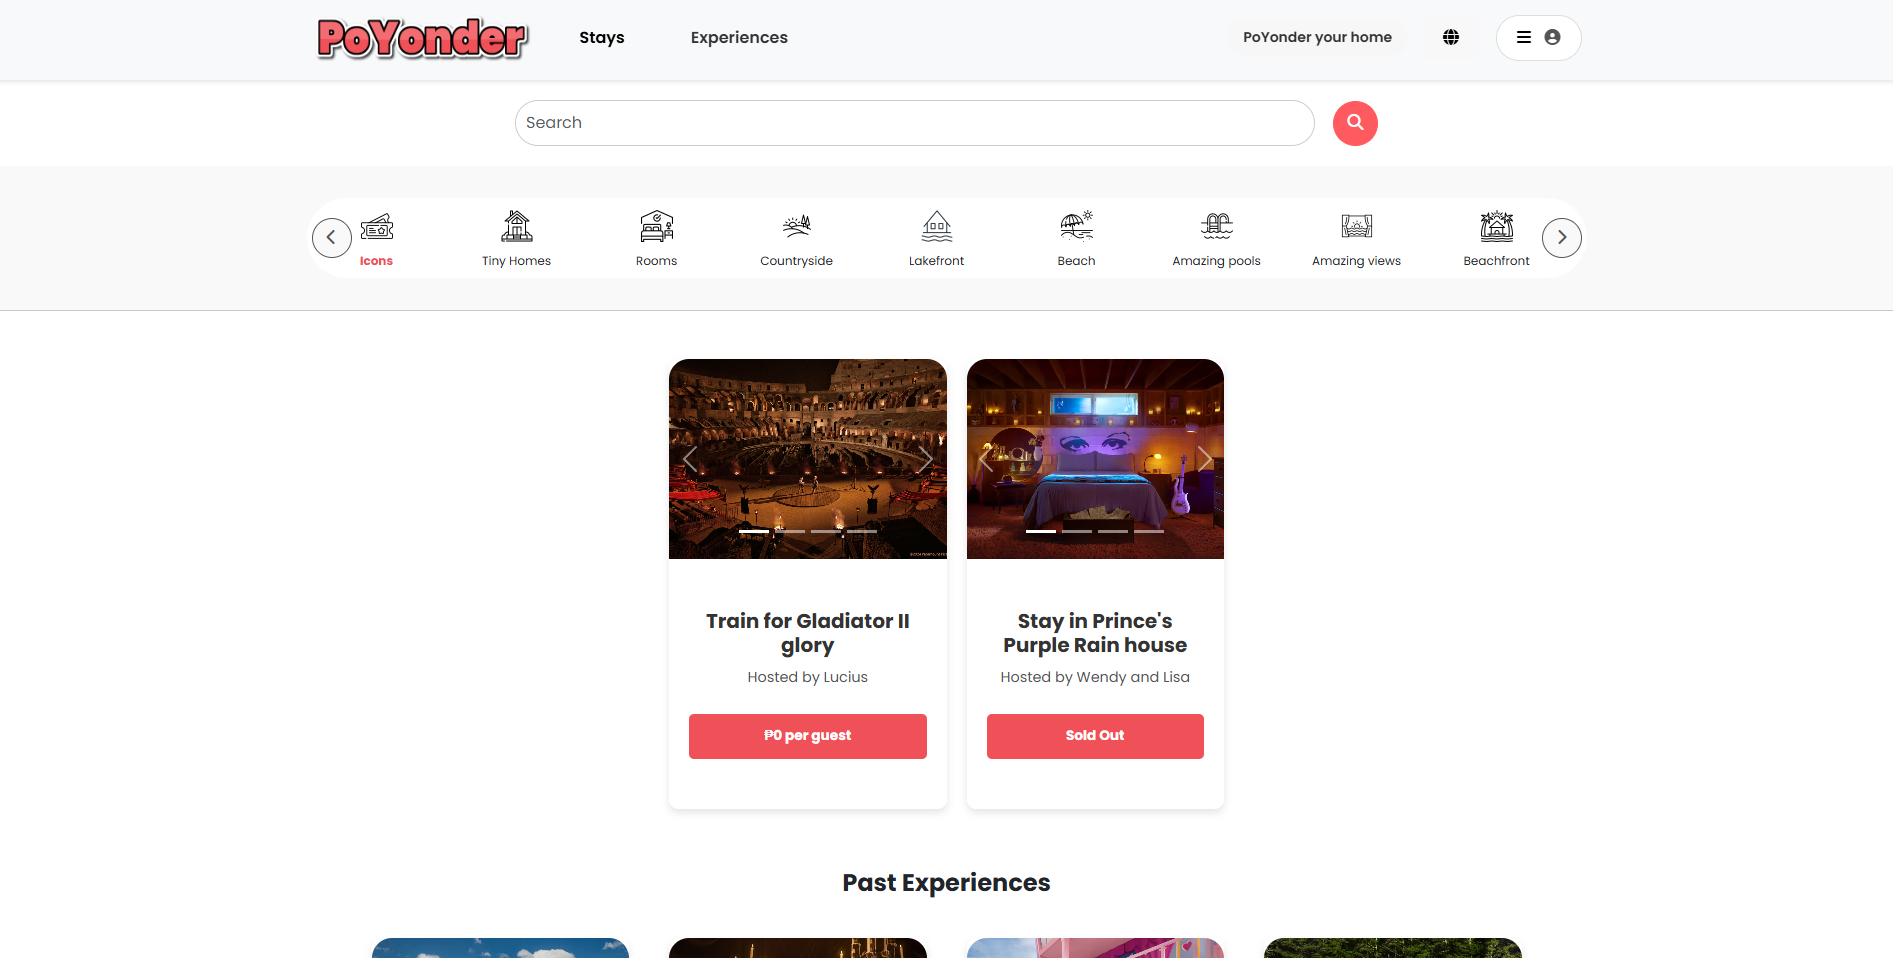 PoYonder
Stays
Experiences
PoYonder your home
Search
Icons
Tiny Homes
Rooms
Countryside
Lakefront
Beach
Amazing pools
Amazing views
Beachfront
Train for Gladiator II
glory
Hosted by Lucius
₱0 per guest
Stay in Prince's
Purple Rain house
Hosted by Wendy and Lisa
Sold Out
Past Experiences